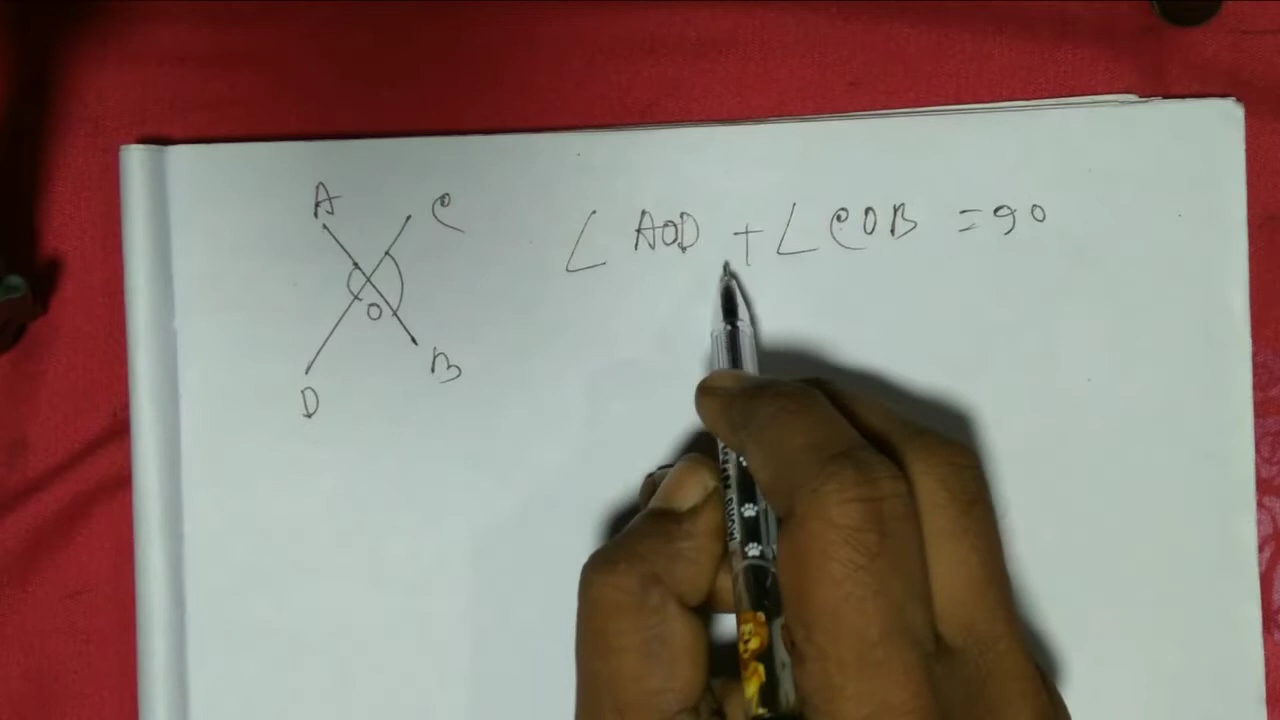 A C
∠ AOD + ∠ COB = 90
O
B
D